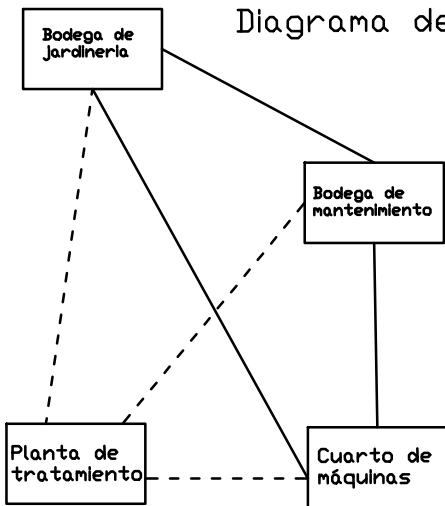 Diagrama de
Bodega de
jardinería
Bodega de
mantenimiento
Planta de
tratamiento
Cuarto de
máquinas